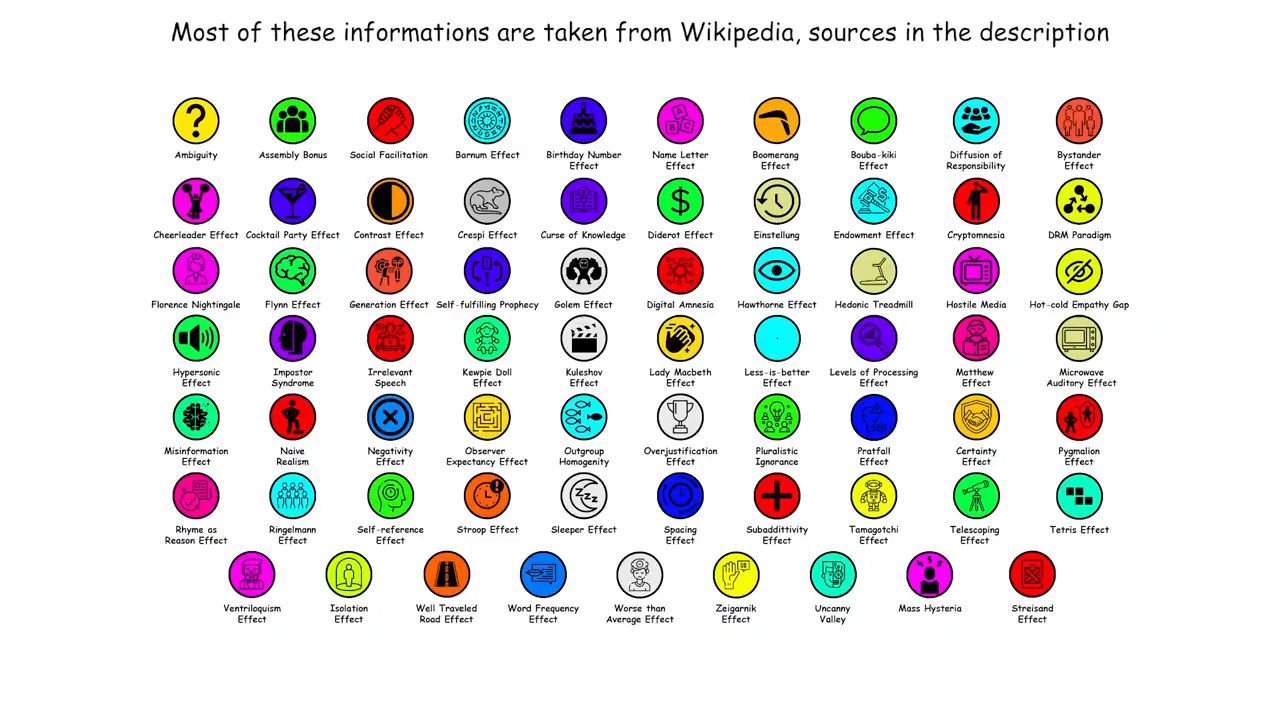 Most of these informations are taken from Wikipedia, sources in the description
Ambiguity
Assembly Bonus
Social Facilitation
Barnum Effect
Birthday Number
Effect
Name Letter
Effect
Boomerang
Effect
Bouba-kiki
Effect
Diffusion of
Responsibility
Bystander
Effect
Cheerleader Effect
Cocktail Party Effect
Contrast Effect
Crespi Effect
Curse of Knowledge
Diderot Effect
Einstellung
Endowment Effect
Cryptomnesia
DRM Paradigm
Florence Nightingale
Flynn Effect
Generation Effect
Self-fulfilling Prophecy
Golem Effect
Digital Amnesia
Hawthorne Effect
Hedonic Treadmill
Hostile Media
Hot-cold Empathy Gap
Hypersonic
Effect
Impostor
Syndrome
Irrelevant
Speech
Kewpie Doll
Effect
Kuleshov
Effect
Lady Macbeth
Effect
Less-is-better
Effect
Levels of Processing
Effect
Matthew
Effect
Microwave
Auditory Effect
Misinformation
Effect
Naive
Realism
Negativity
Effect
Observer
Expectancy Effect
Outgroup
Homogenity
Overjustification
Effect
Pluralistic
Ignorance
Pratfall
Effect
Certainty
Effect
Pygmalion
Effect
Rhyme as
Reason Effect
Ringelmann
Effect
Self-reference
Effect
Stroop Effect
Sleeper Effect
Spacing
Effect
Subaddittivity
Effect
Tamagotchi
Effect
Telescoping
Effect
Tetris Effect
Ventriloquism
Effect
Isolation
Effect
Well Traveled
Road Effect
Word Frequency
Effect
Worse than
Average Effect
Zeigarnik
Effect
Uncanny
Valley
Mass Hysteria
Streisand
Effect